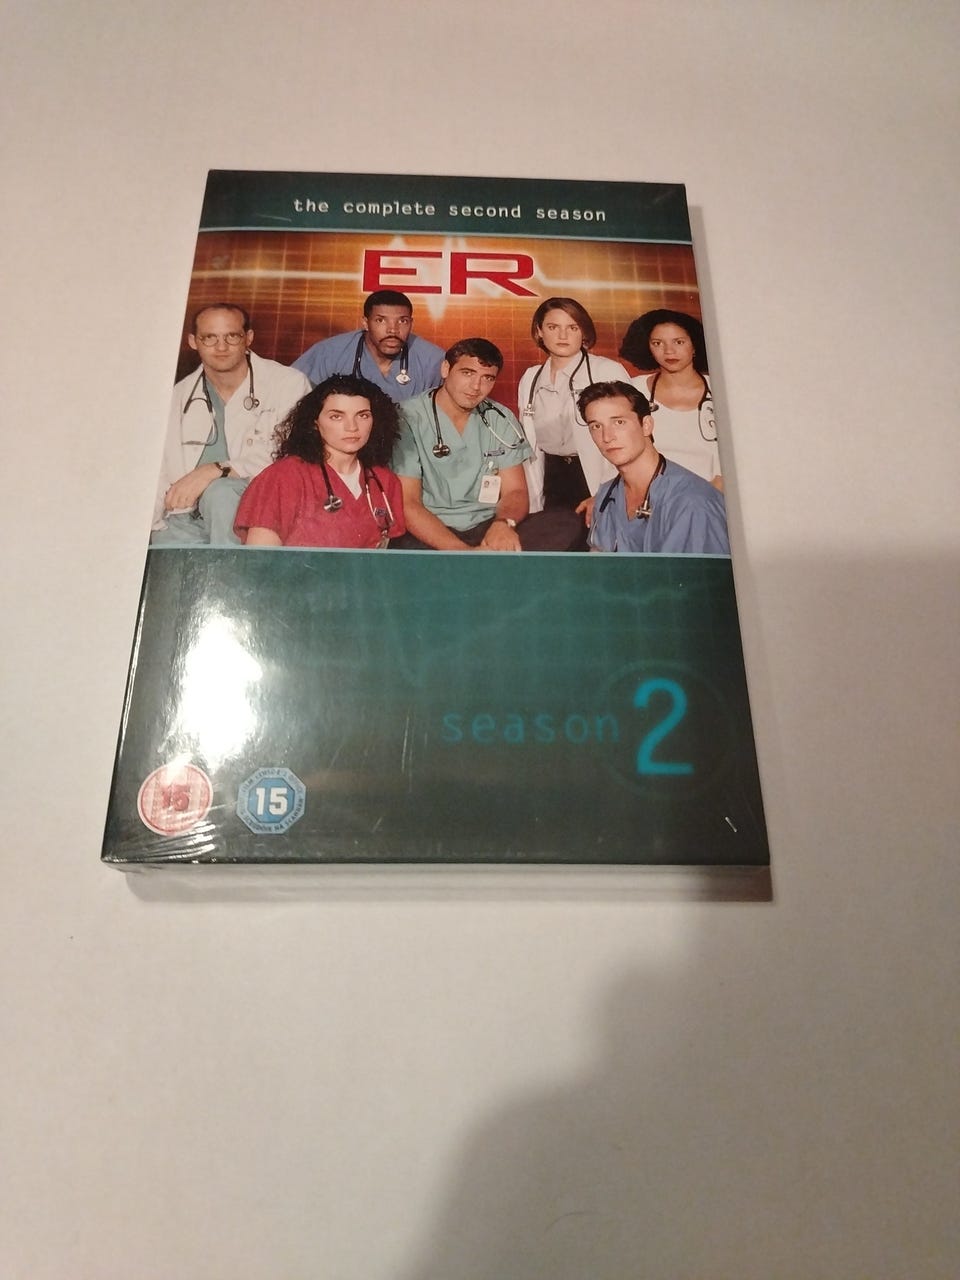 the complete second season
ER
season 2
15
15